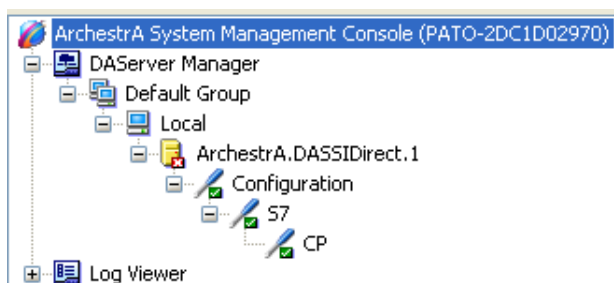 ArchestrA System Management Console (PATO-2DC1D02970)
DAServer Manager
Default Group
Local
ArchestrA.DASSIDirect.1
Configuration
S7
CP
Log Viewer